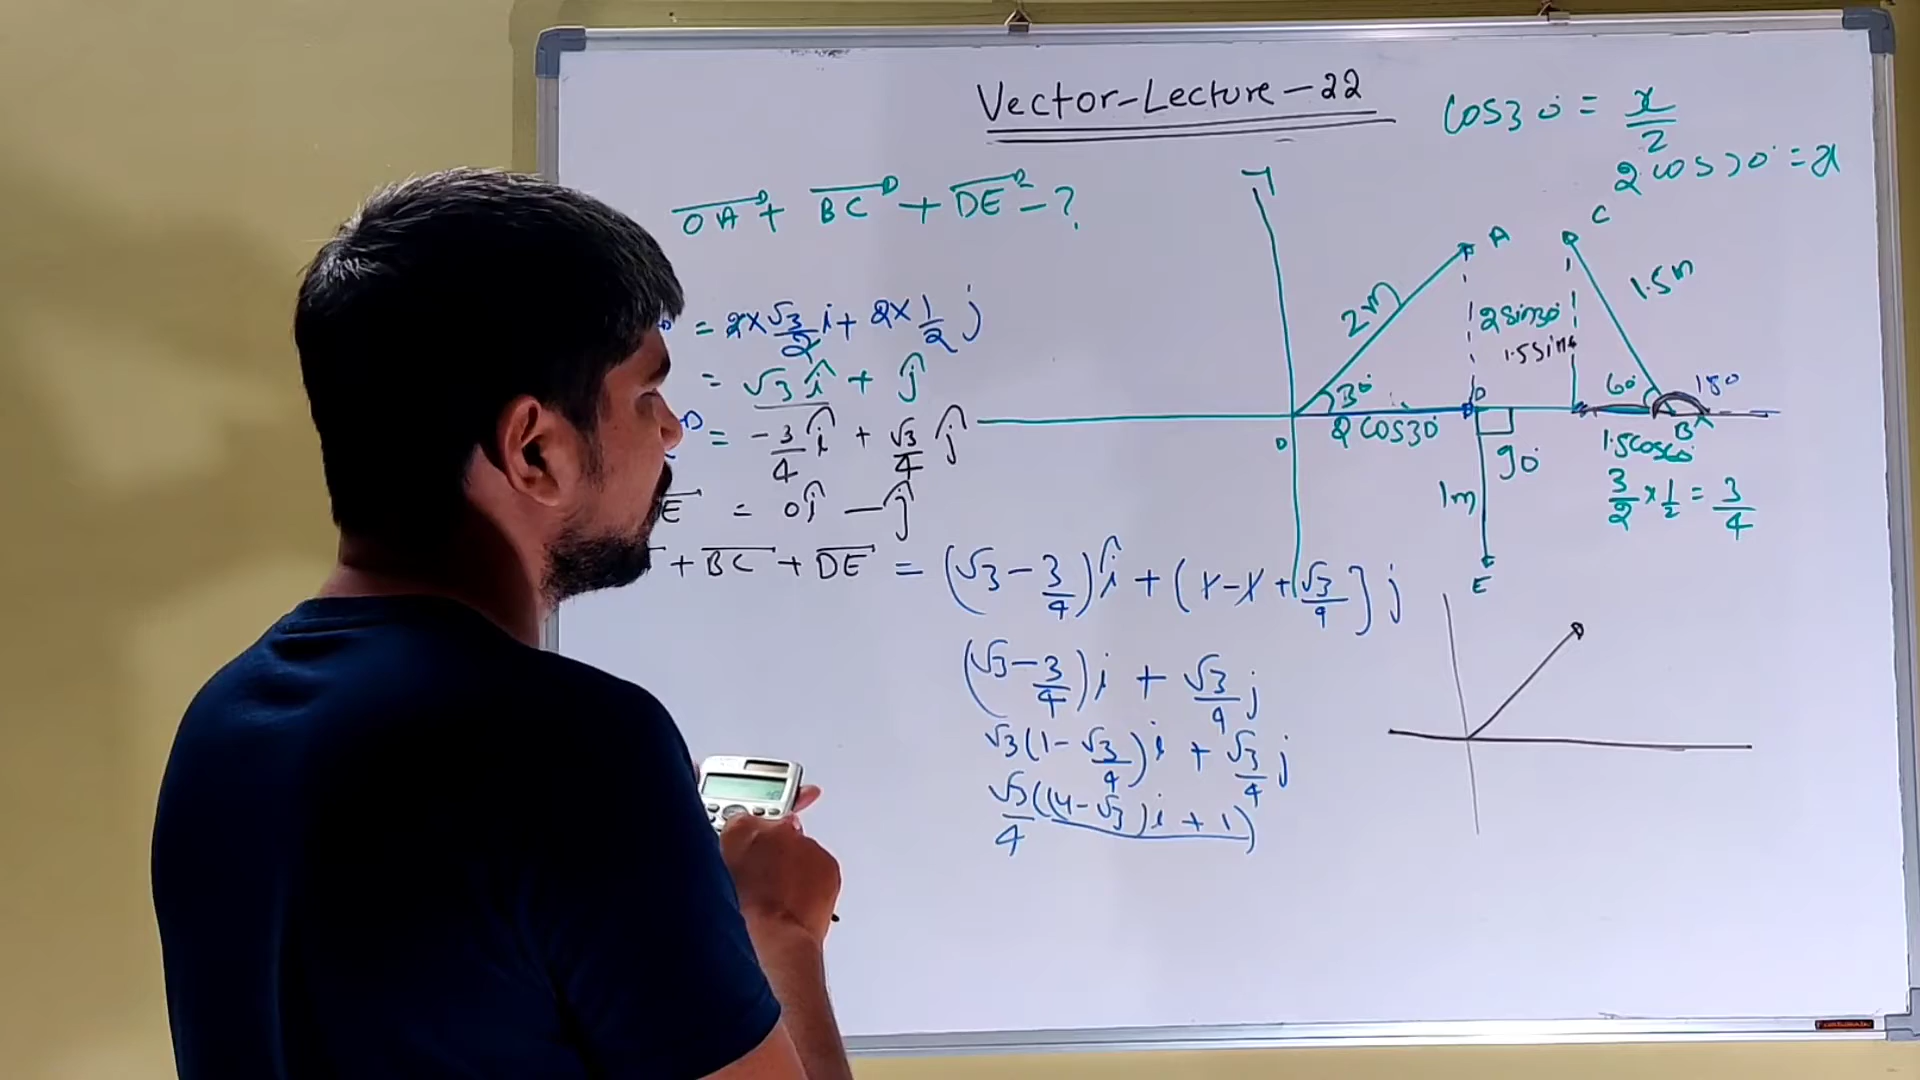 Vector-Lecture-22
cos30° = x/2
2cos30° = x
OA + BC + DE = ?
= 2×√3/2 i + 2×1/2 j
= √3 î + ĵ
= -3/4 î + √3/4 ĵ
E = 0î - ĵ
+ BC + DE = (√3 - 3/4) î + (1 - 1 + √3/4) j
(√3 - 3/4) i + √3/4 j
√3(1 - √3/4) i + √3/4 j
√3/4 ((4-√3) i + 1)
Y
A
C
2m
1.5m
2sin30°
1.5sin
30°
D
60°
180
O
2cos30°
B
1.5cos60°
90°
3/2 × 1/2 = 3/4
1m
E